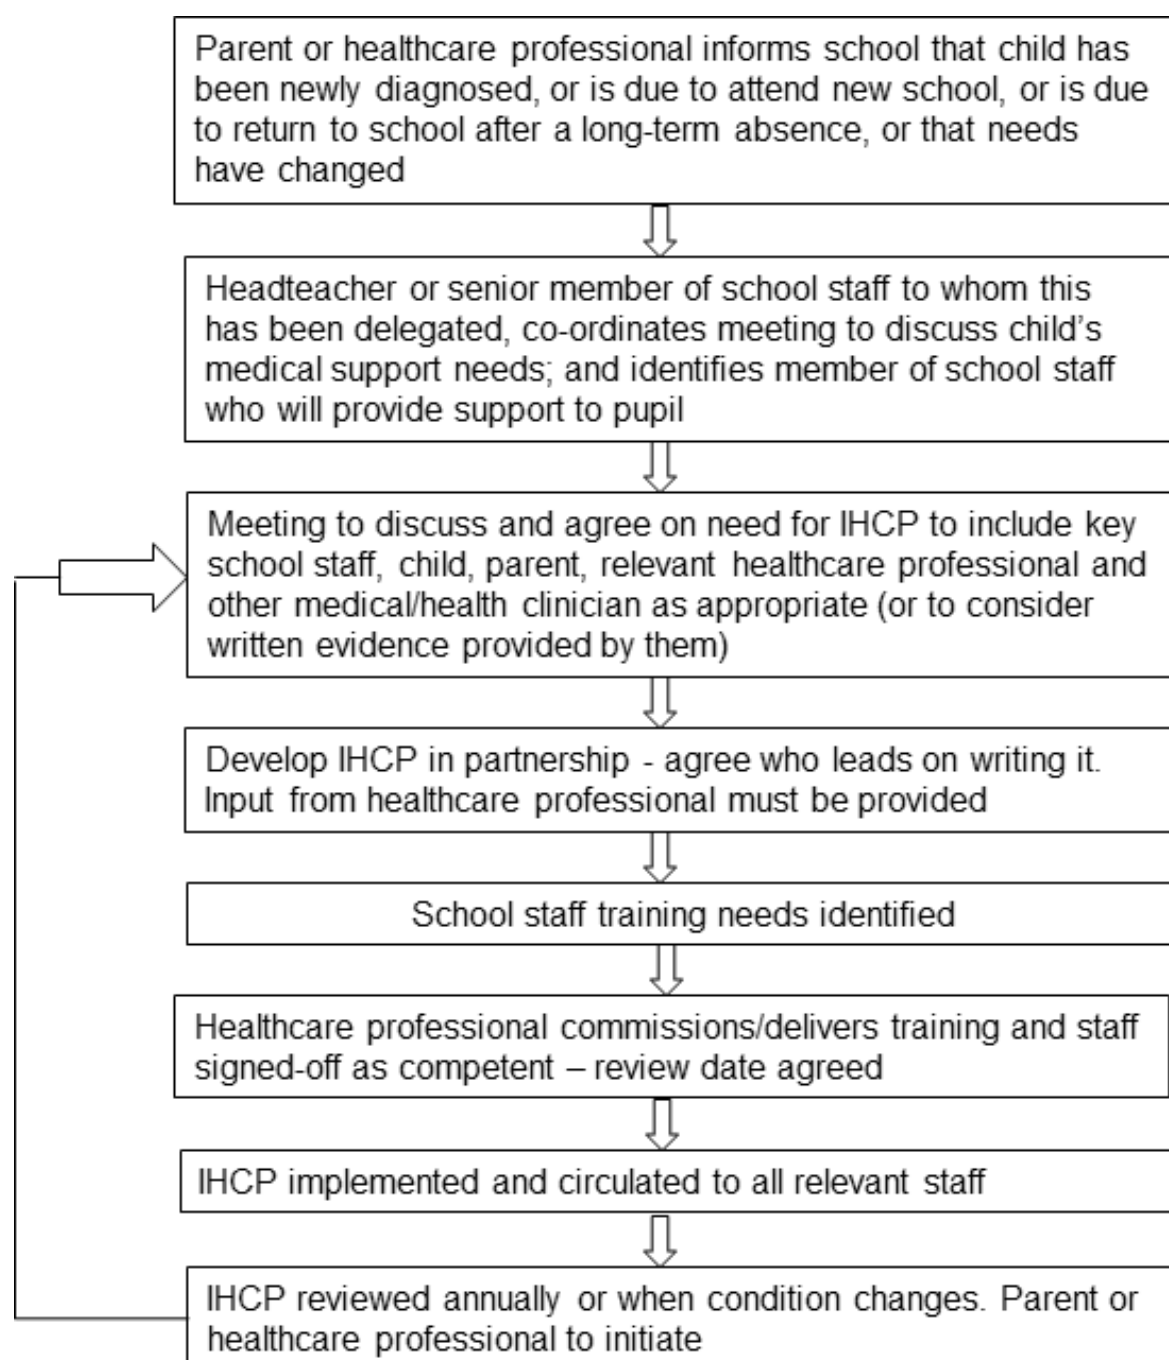 Parent or healthcare professional informs school that child has
been newly diagnosed, or is due to attend new school, or is due
to return to school after a long-term absence, or that needs
have changed
Headteacher or senior member of school staff to whom this
has been delegated, co-ordinates meeting to discuss child’s
medical support needs; and identifies member of school staff
who will provide support to pupil
Meeting to discuss and agree on need for IHCP to include key
school staff, child, parent, relevant healthcare professional and
other medical/health clinician as appropriate (or to consider
written evidence provided by them)
Develop IHCP in partnership - agree who leads on writing it.
Input from healthcare professional must be provided
School staff training needs identified
Healthcare professional commissions/delivers training and staff
signed-off as competent – review date agreed
IHCP implemented and circulated to all relevant staff
IHCP reviewed annually or when condition changes. Parent or
healthcare professional to initiate